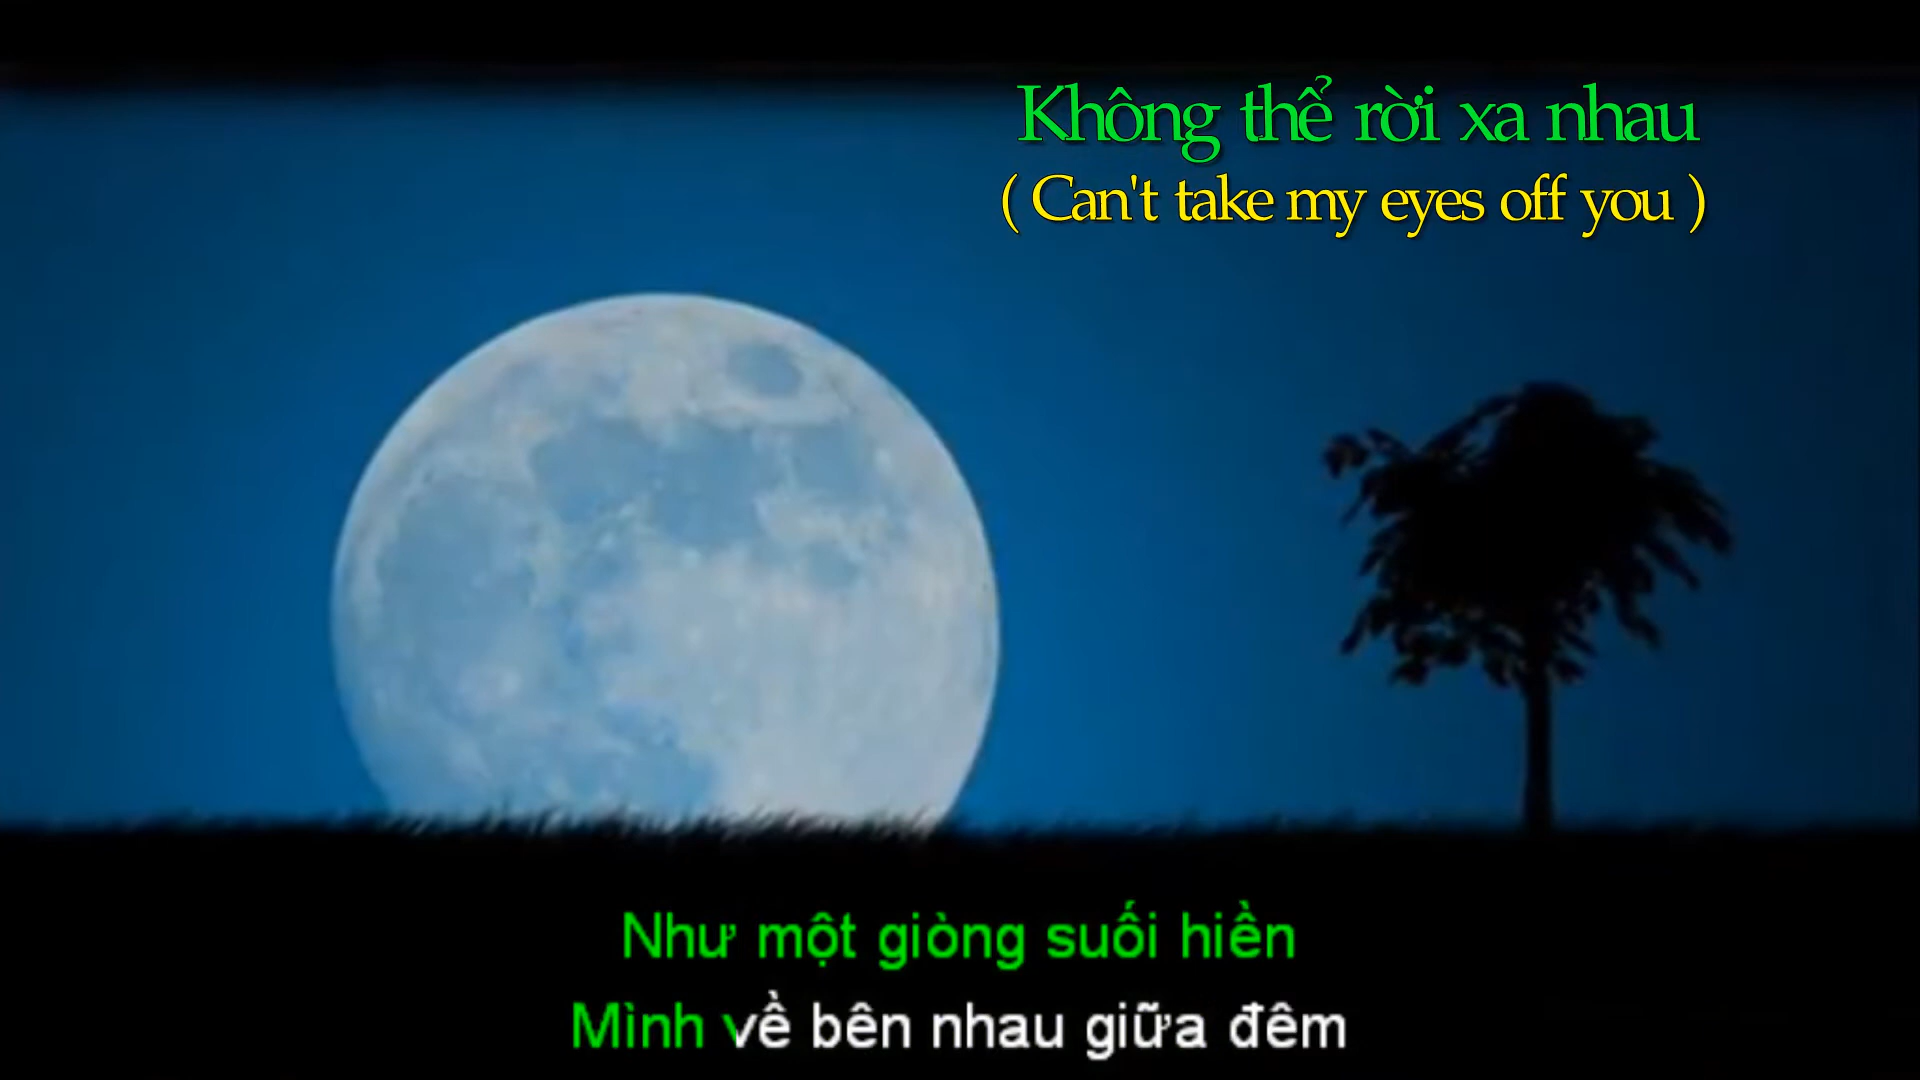 Không thể rời xa nhau
( Can't take my eyes off you )
Như một giòng suối hiền
Mình về bên nhau giữa đêm